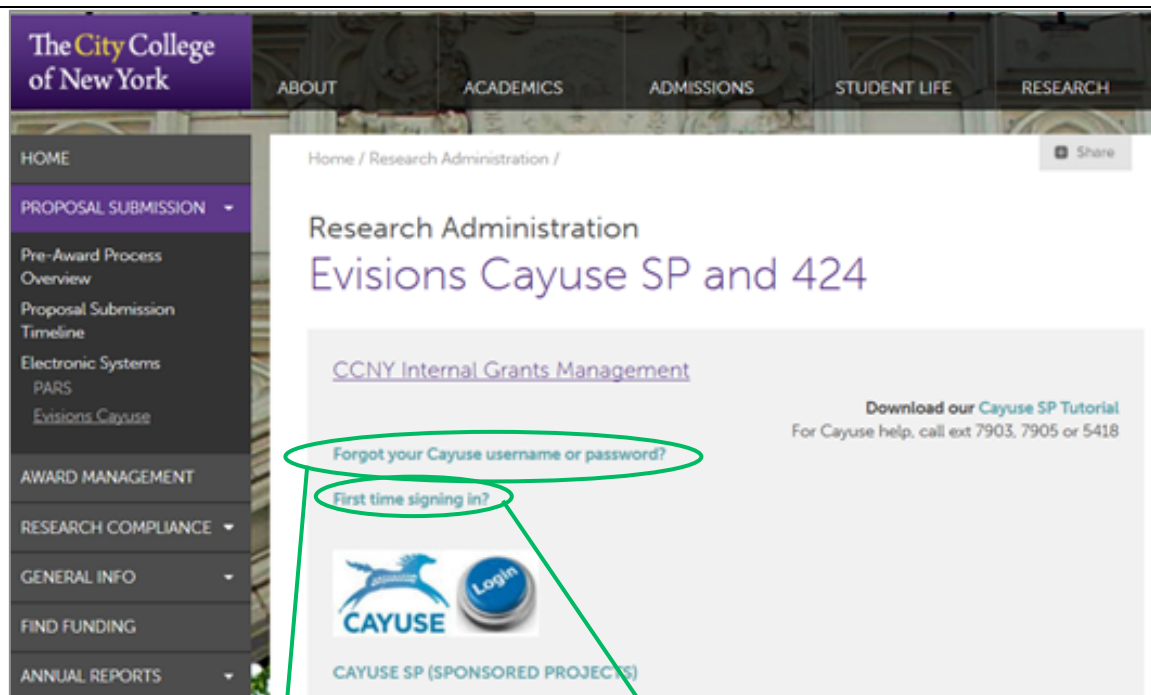 The City College
of New York
ABOUT
ACADEMICS
ADMISSIONS
STUDENT LIFE
RESEARCH
HOME
PROPOSAL SUBMISSION
Pre-Award Process
Overview
Proposal Submission
Timeline
Electronic Systems
PARS
Evisions Cayuse
AWARD MANAGEMENT
RESEARCH COMPLIANCE
GENERAL INFO
FIND FUNDING
ANNUAL REPORTS
Home / Research Administration /
Share
Research Administration
Evisions Cayuse SP and 424
CCNY Internal Grants Management
Download our Cayuse SP Tutorial
For Cayuse help, call ext 7903, 7905 or 5418
Forgot your Cayuse username or password?
First time signing in?
CAYUSE
Login
CAYUSE SP (SPONSORED PROJECTS)